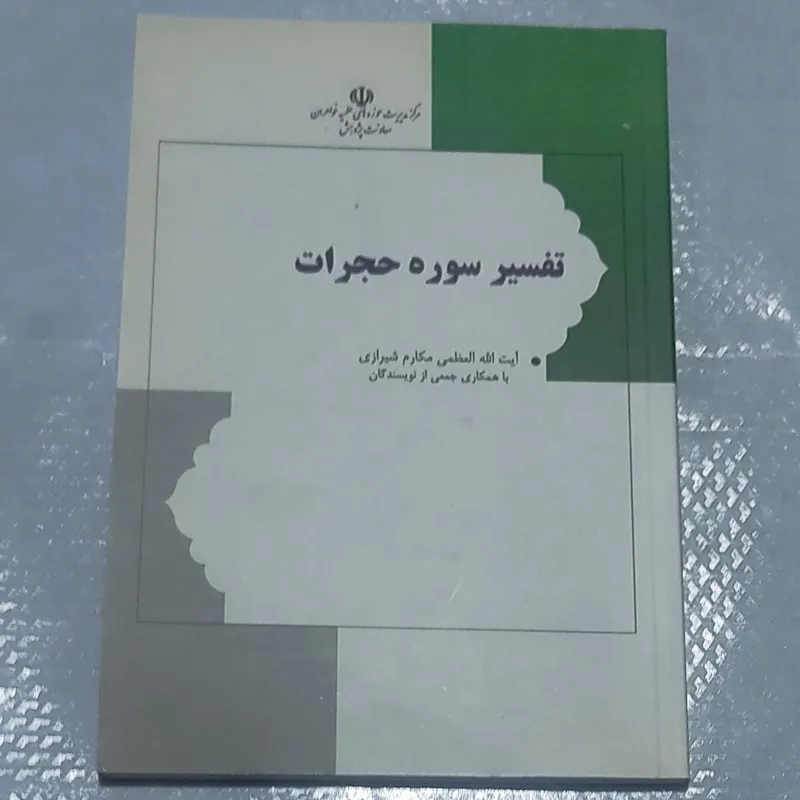 مرکز مدیریت حوزه های علمیه خواهران
معاونت پژوهش
تفسیر سوره حجرات
• آیت الله العظمی مکارم شیرازی
با همکاری جمعی از نویسندگان